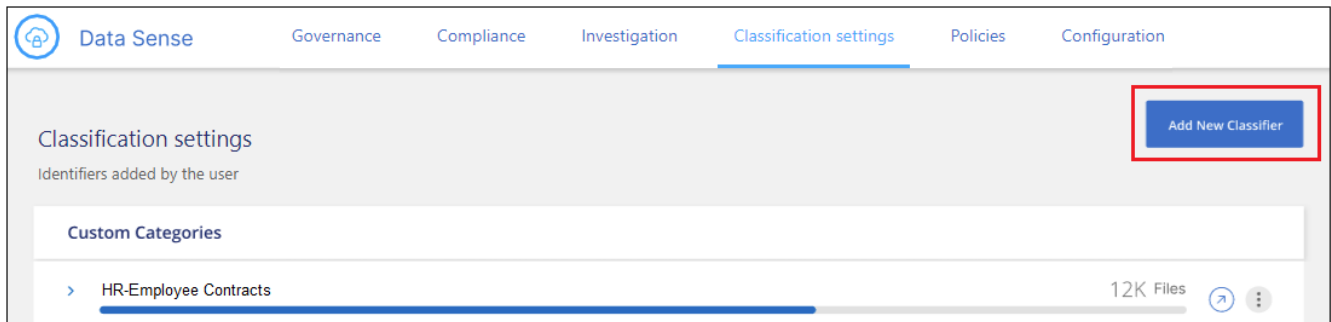 Data Sense Governance Compliance Investigation Classification settings Policies Configuration
Add New Classifier
Classification settings
Identifiers added by the user
Custom Categories
HR-Employee Contracts 12K Files